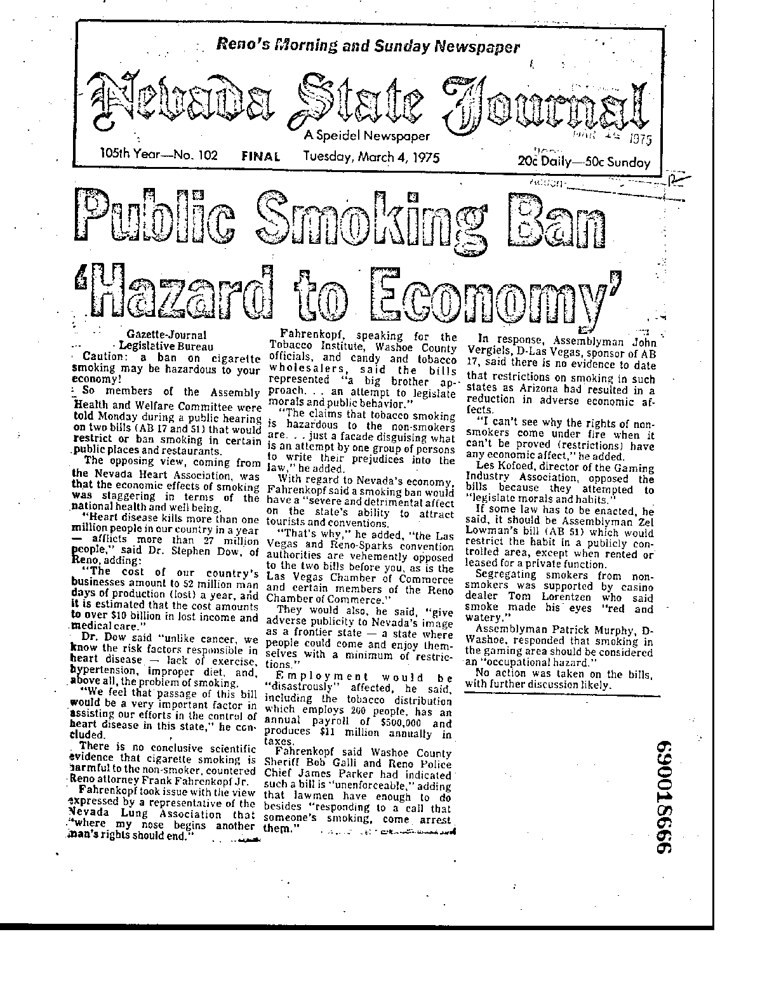 Reno's Morning and Sunday Newspaper
Nevada State Journal
A Speidel Newspaper
1975
105th Year—No. 102 FINAL Tuesday, March 4, 1975 20c Daily—50c Sunday
Public Smoking Ban
'Hazard to Economy'
Gazette-Journal
Legislative Bureau
Caution: a ban on cigarette
smoking may be hazardous to your
economy!
So members of the Assembly
Health and Welfare Committee were
told Monday during a public hearing
on two bills (AB 17 and 51) that would
restrict or ban smoking in certain
public places and restaurants.
The opposing view, coming from
the Nevada Heart Association, was
that the economic effects of smoking
was staggering in terms of the
national health and well being.
"Heart disease kills more than one
million people in our country in a year
— afflicts more than 27 million
people," said Dr. Stephen Dow, of
Reno, adding:
"The cost of our country's
businesses amount to 52 million man
days of production (lost) a year, and
it is estimated that the cost amounts
to over $10 billion in lost income and
medical care."
Dr. Dow said "unlike cancer, we
know the risk factors responsible in
heart disease — lack of exercise,
hypertension, improper diet, and,
above all, the problem of smoking.
"We feel that passage of this bill
would be a very important factor in
assisting our efforts in the control of
heart disease in this state," he con-
cluded.
There is no conclusive scientific
evidence that cigarette smoking is
harmful to the non-smoker, countered
Reno attorney Frank Fahrenkopf Jr.
Fahrenkopf took issue with the view
expressed by a representative of the
Nevada Lung Association that
"where my nose begins another
man's rights should end."
Fahrenkopf, speaking for the
Tobacco Institute, Washoe County
officials, and candy and tobacco
wholesalers, said the bills
represented "a big brother ap-
proach. . . an attempt to legislate
morals and public behavior."
"The claims that tobacco smoking
is hazardous to the non-smokers
are. . . just a facade disguising what
is an attempt by one group of persons
to write their prejudices into the
law," he added.
With regard to Nevada's economy,
Fahrenkopf said a smoking ban would
have a "severe and detrimental affect
on the state's ability to attract
tourists and conventions.
"That's why," he added, "the Las
Vegas and Reno-Sparks convention
authorities are vehemently opposed
to the two bills before you, as is the
Las Vegas Chamber of Commerce
and certain members of the Reno
Chamber of Commerce."
They would also, he said, "give
adverse publicity to Nevada's image
as a frontier state — a state where
people could come and enjoy them-
selves with a minimum of restric-
tions."
Employment would be
"disastrously" affected, he said,
including the tobacco distribution
which employs 200 people, has an
annual payroll of $500,000 and
produces $11 million annually in
taxes.
Fahrenkopf said Washoe County
Sheriff Bob Galli and Reno Police
Chief James Parker had indicated
such a bill is "unenforceable," adding
that lawmen have enough to do
besides "responding to a call that
someone's smoking, come arrest
them."
In response, Assemblyman John
Vergiels, D-Las Vegas, sponsor of AB
17, said there is no evidence to date
that restrictions on smoking in such
states as Arizona had resulted in a
reduction in adverse economic af-
fects.
"I can't see why the rights of non-
smokers come under fire when it
can't be proved (restrictions) have
any economic affect," he added.
Les Kofoed, director of the Gaming
Industry Association, opposed the
bills because they attempted to
"legislate morals and habits."
If some law has to be enacted, he
said, it should be Assemblyman Zel
Lowman's bill (AB 51) which would
restrict the habit in a publicly con-
trolled area, except when rented or
leased for a private function.
Segregating smokers from non-
smokers was supported by casino
dealer Tom Lorentzen who said
smoke made his eyes "red and
watery."
Assemblyman Patrick Murphy, D-
Washoe, responded that smoking in
the gaming area should be considered
an "occupational hazard."
No action was taken on the bills,
with further discussion likely.
690018666